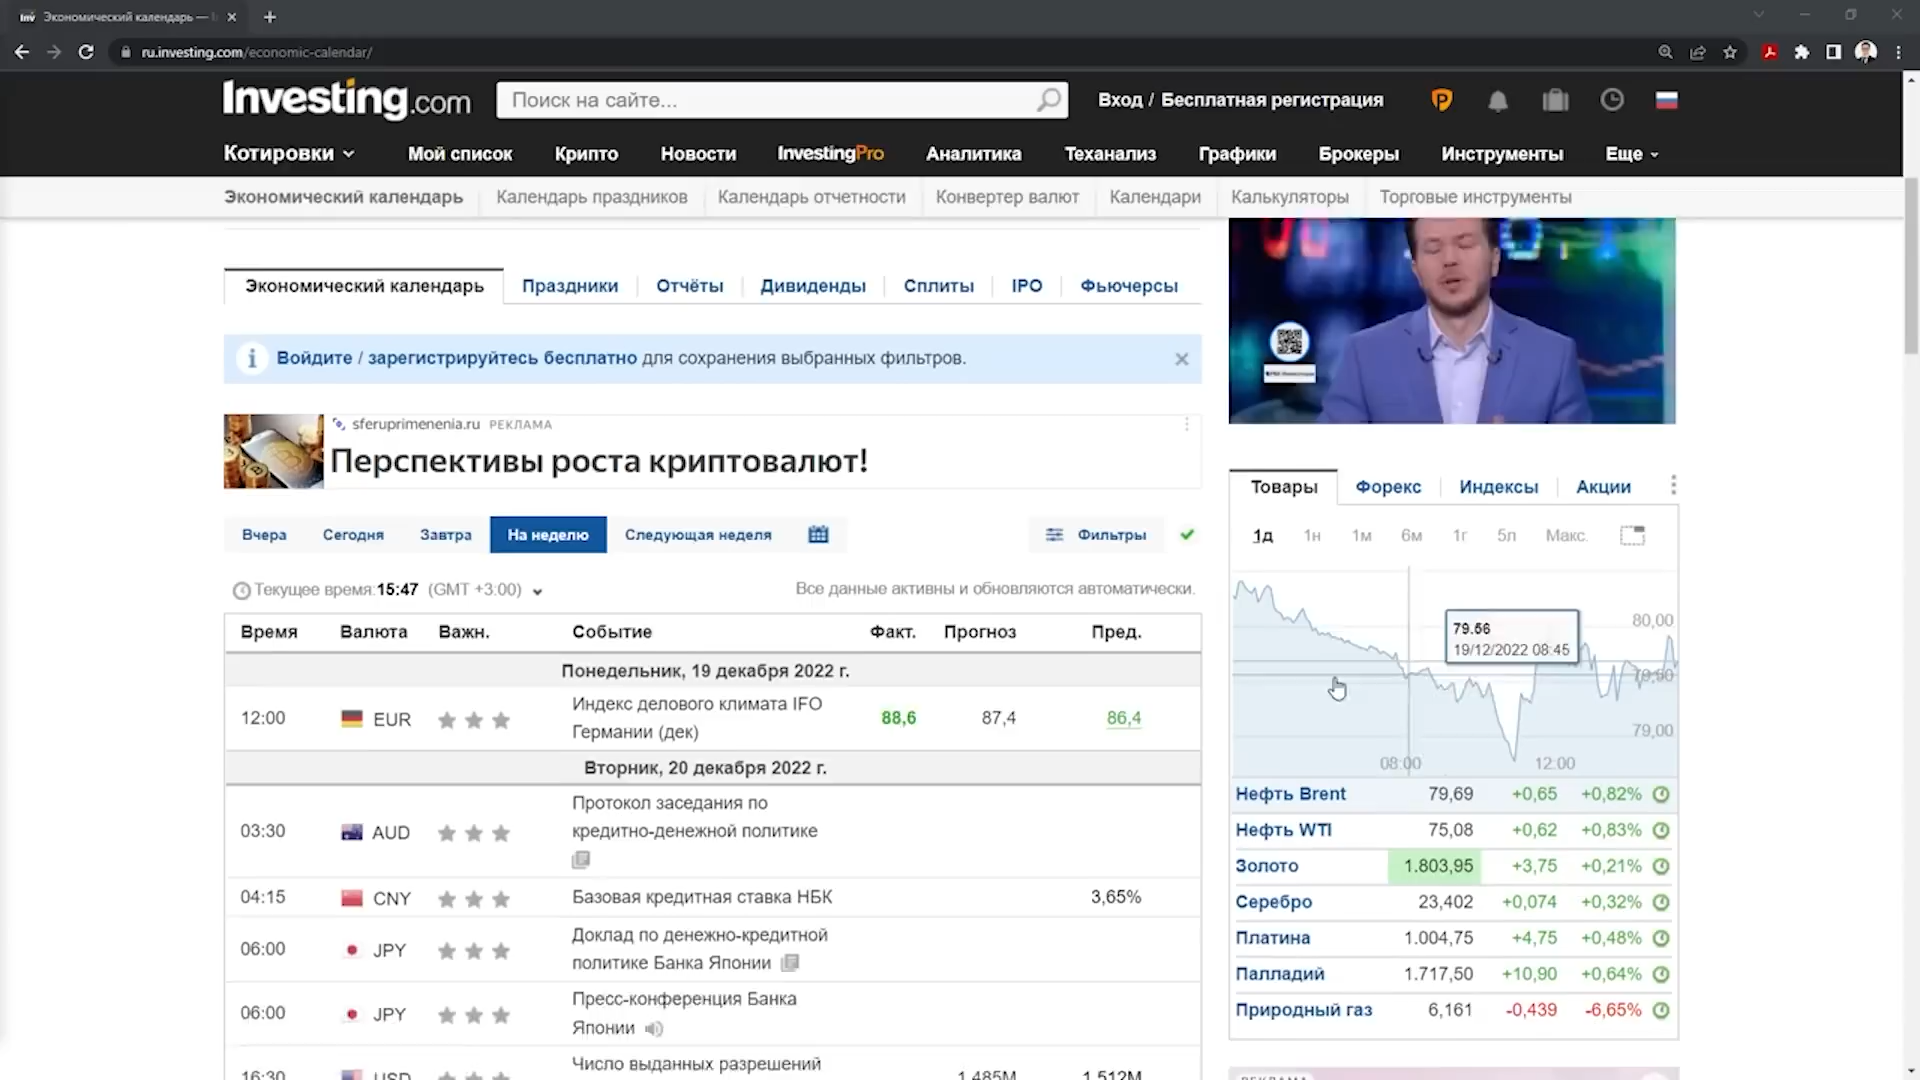 Экономический календарь — 1
ru.investing.com/economic-calendar/
Investing.com
Поиск на сайте...
Вход / Бесплатная регистрация
Котировки
Мой список
Крипто
Новости
InvestingPro
Аналитика
Теханализ
Графики
Брокеры
Инструменты
Еще
Экономический календарь
Календарь праздников
Календарь отчетности
Конвертер валют
Календари
Калькуляторы
Торговые инструменты
Экономический календарь
Праздники
Отчёты
Дивиденды
Сплиты
IPO
Фьючерсы
Войдите / зарегистрируйтесь бесплатно для сохранения выбранных фильтров.
sferuprimenenia.ru РЕКЛАМА
Перспективы роста криптовалют!
Вчера
Сегодня
Завтра
На неделю
Следующая неделя
Фильтры
Текущее время:15:47 (GMT +3:00)
Все данные активны и обновляются автоматически.
Время Валюта Важн. Событие Факт. Прогноз Пред.
Понедельник, 19 декабря 2022 г.
12:00 EUR Индекс делового климата IFO 88,6 87,4 86,4
Германии (дек)
Вторник, 20 декабря 2022 г.
03:30 AUD Протокол заседания по
кредитно-денежной политике
04:15 CNY Базовая кредитная ставка НБК 3,65%
06:00 JPY Доклад по денежно-кредитной
политике Банка Японии
06:00 JPY Пресс-конференция Банка
Японии
16:30 USD Число выданных разрешений 1,485M 1,512M
Товары
Форекс
Индексы
Акции
1д 1н 1м 6м 1г 5л Макс.
80,00
79.56
19/12/2022 08:45
79,00
08:00 12:00
Нефть Brent 79,69 +0,65 +0,82%
Нефть WTI 75,08 +0,62 +0,83%
Золото 1.803,95 +3,75 +0,21%
Серебро 23,402 +0,074 +0,32%
Платина 1.004,75 +4,75 +0,48%
Палладий 1.717,50 +10,90 +0,64%
Природный газ 6,161 -0,439 -6,65%
РЕКЛАМА